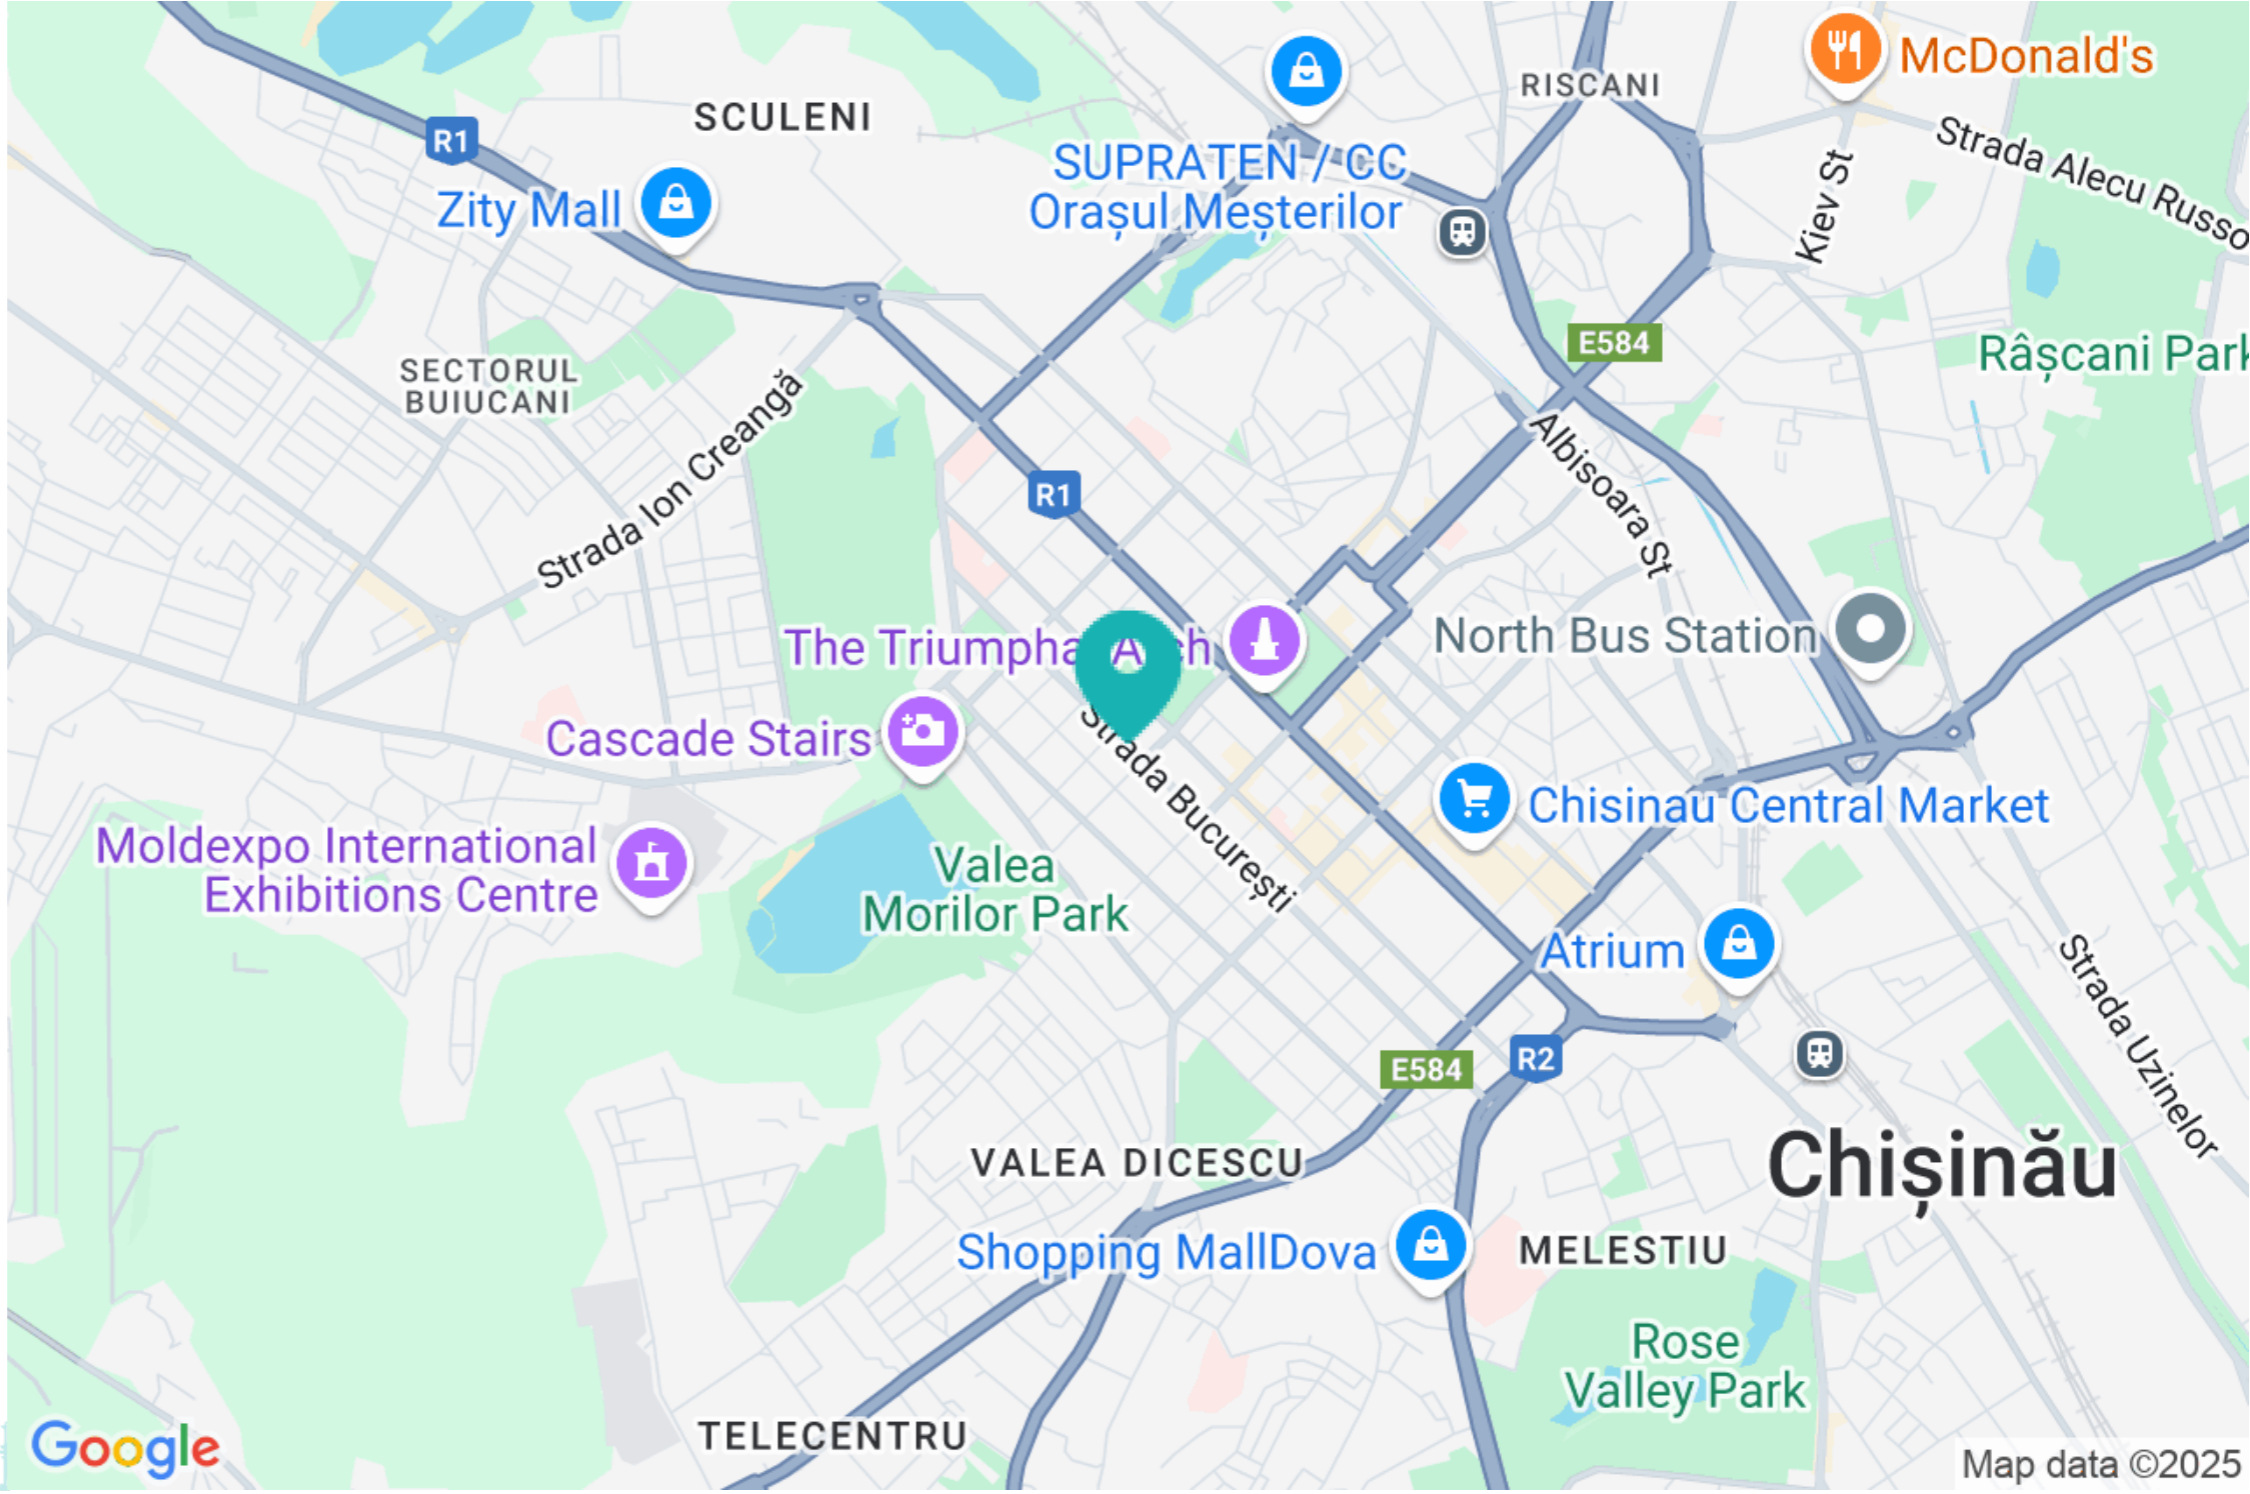 McDonald's
RISCANI
SCULENI
R1
Strada Alecu Russo
SUPRATEN / CC
Orașul Meșterilor
Kiev St
Zity Mall
E584
Râșcani Park
SECTORUL
BUIUCANI
Strada Ion Creangă
Albisoara St
R1
The Triumphal Arch
North Bus Station
Cascade Stairs
Strada București
Chisinau Central Market
Moldexpo International
Exhibitions Centre
Valea
Morilor Park
Atrium
Strada Uzinelor
E584
R2
VALEA DICESCU
Chișinău
Shopping MallDova
MELESTIU
Rose
Valley Park
TELECENTRU
Google
Map data ©2025